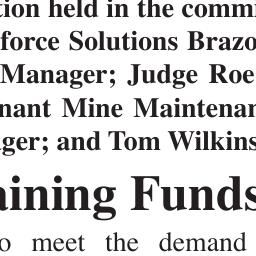 tion held in the commi
force Solutions Brazo
Manager; Judge Roe
nant Mine Maintenan
ger; and Tom Wilkins
aining Funds
o meet the demand